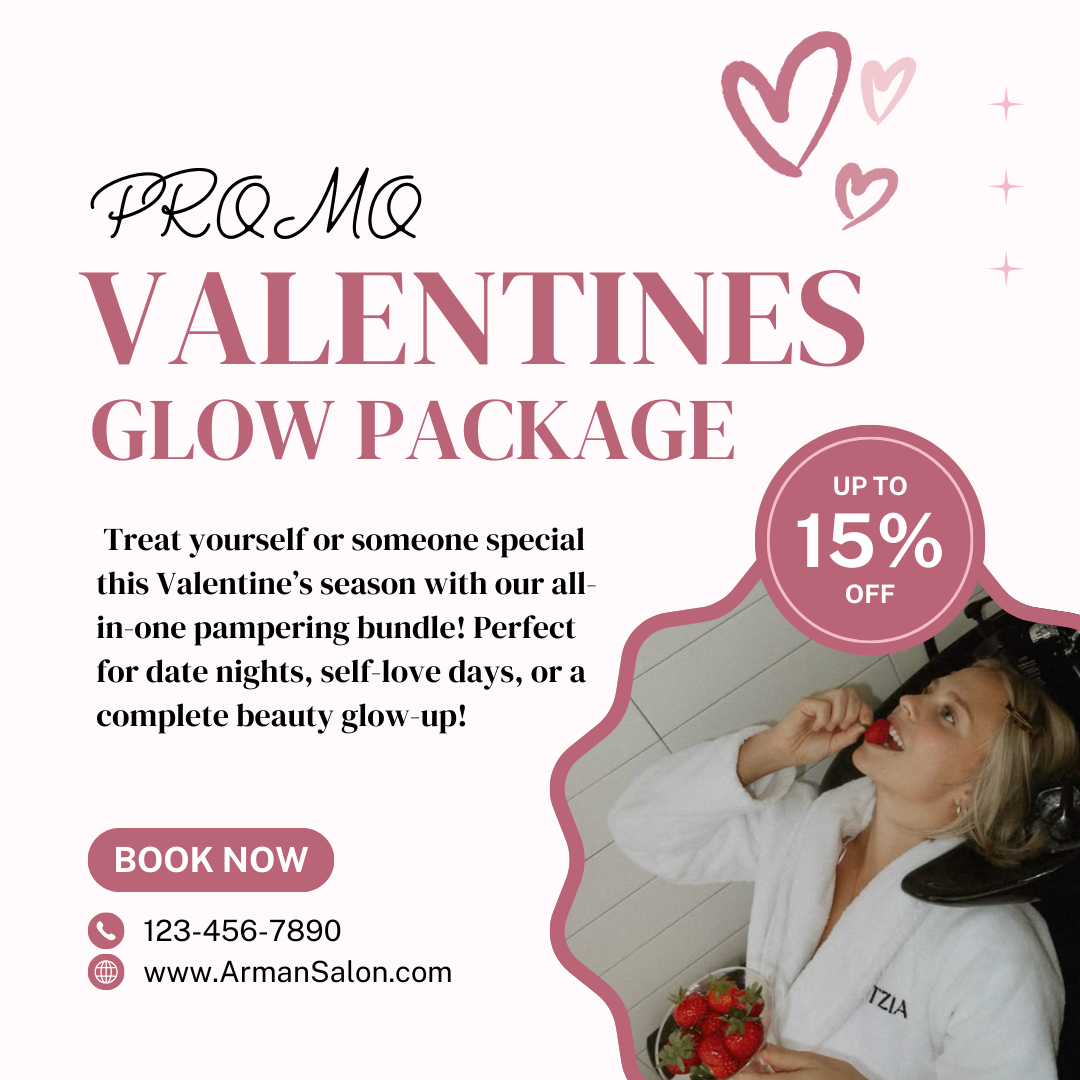 PROMO
VALENTINES
GLOW PACKAGE
UP TO
15%
OFF
Treat yourself or someone special
this Valentine’s season with our all-
in-one pampering bundle! Perfect
for date nights, self-love days, or a
complete beauty glow-up!
BOOK NOW
123-456-7890
www.ArmanSalon.com
TZIA